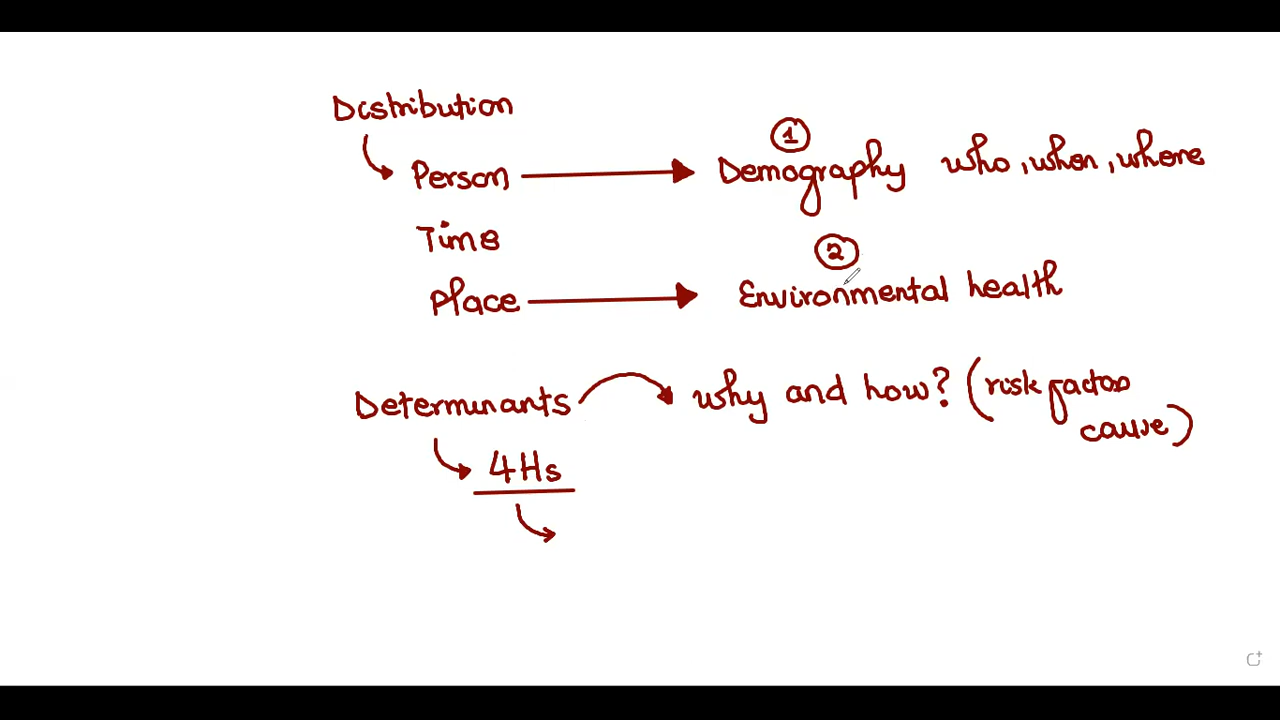 Distribution
①
Person → Demography who, when, where
Time
②
Place → Environmental health
Determinants → why and how? (risk factors
cause)
4Hs